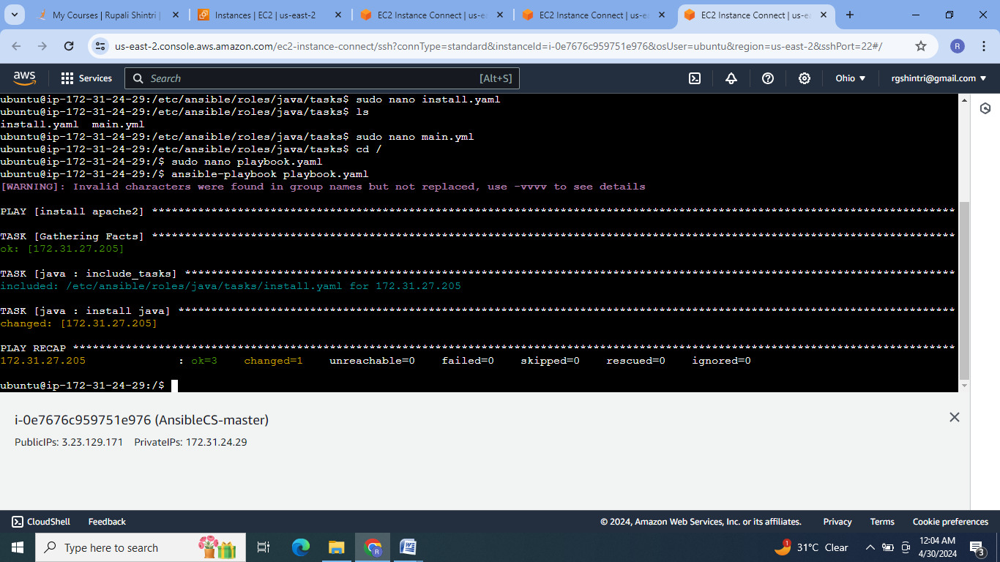 My Courses | Rupali Shintri |
Instances | EC2 | us-east-2
EC2 Instance Connect | us-ea
EC2 Instance Connect | us-ea
EC2 Instance Connect | us-ea
us-east-2.console.aws.amazon.com/ec2-instance-connect/ssh?connType=standard&instanceId=i-0e7676c959751e976&osUser=ubuntu&region=us-east-2&sshPort=22#/
R
aws
Services
Search
[Alt+S]
Ohio
rgshintri@gmail.com
ubuntu@ip-172-31-24-29:/etc/ansible/roles/java/tasks$ sudo nano install.yaml
ubuntu@ip-172-31-24-29:/etc/ansible/roles/java/tasks$ ls
install.yaml  main.yml
ubuntu@ip-172-31-24-29:/etc/ansible/roles/java/tasks$ sudo nano main.yml
ubuntu@ip-172-31-24-29:/etc/ansible/roles/java/tasks$ cd /
ubuntu@ip-172-31-24-29:/$ sudo nano playbook.yaml
ubuntu@ip-172-31-24-29:/$ ansible-playbook playbook.yaml
[WARNING]: Invalid characters were found in group names but not replaced, use -vvvv to see details
PLAY [install apache2] **************************************************************************************************************************
TASK [Gathering Facts] **************************************************************************************************************************
ok: [172.31.27.205]
TASK [java : include_tasks] *********************************************************************************************************************
included: /etc/ansible/roles/java/tasks/install.yaml for 172.31.27.205
TASK [java : install java] **********************************************************************************************************************
changed: [172.31.27.205]
PLAY RECAP **************************************************************************************************************************************
172.31.27.205              : ok=3    changed=1    unreachable=0    failed=0    skipped=0    rescued=0    ignored=0
ubuntu@ip-172-31-24-29:/$
i-0e7676c959751e976 (AnsibleCS-master)
PublicIPs: 3.23.129.171    PrivateIPs: 172.31.24.29
CloudShell
Feedback
© 2024, Amazon Web Services, Inc. or its affiliates.
Privacy
Terms
Cookie preferences
Type here to search
R
1
31°C Clear
12:04 AM
4/30/2024
3